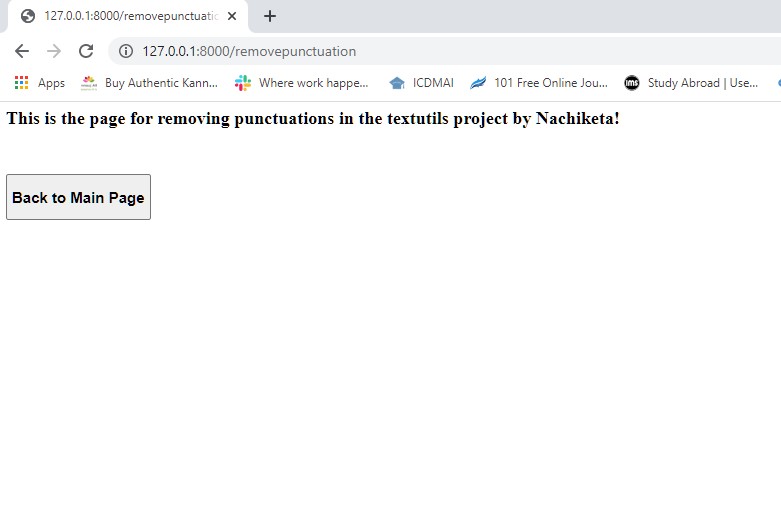 127.0.0.1:8000/removepunctuatic
127.0.0.1:8000/removepunctuation
Apps Buy Authentic Kann... Where work happe... ICDMAI 101 Free Online Jou... ims Study Abroad | Use...
This is the page for removing punctuations in the textutils project by Nachiketa!
Back to Main Page